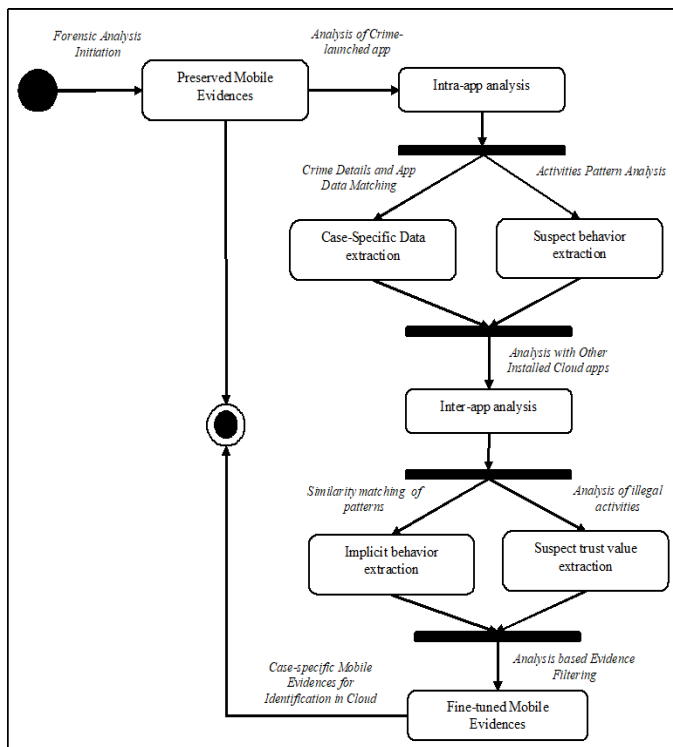 Forensic Analysis
Initiation
Analysis of Crime-
launched app
Preserved Mobile
Evidences
Intra-app analysis
Crime Details and App
Data Matching
Activities Pattern Analysis
Case-Specific Data
extraction
Suspect behavior
extraction
Analysis with Other
Installed Cloud apps
Inter-app analysis
Similarity matching of
patterns
Analysis of illegal
activities
Implicit behavior
extraction
Suspect trust value
extraction
Case-specific Mobile
Evidences for
Identification in Cloud
Analysis based Evidence
Filtering
Fine-tuned Mobile
Evidences